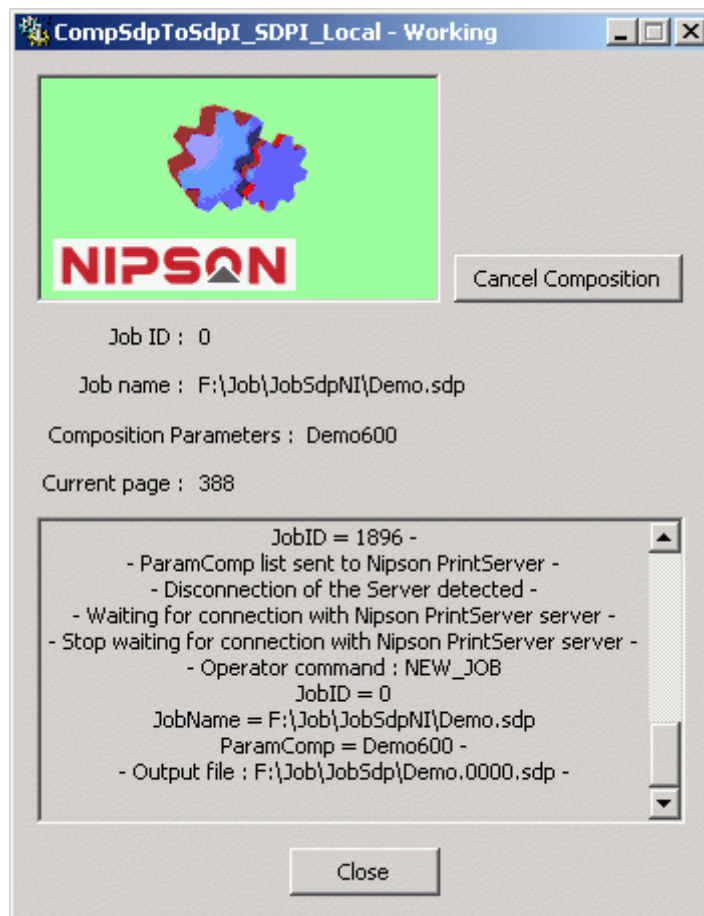 CompSdpToSdpI_SDPI_Local - Working
NIPSON
Cancel Composition
Job ID : 0
Job name : F:\Job\JobSdpNI\Demo.sdp
Composition Parameters : Demo600
Current page : 388
JobID = 1896 -
- ParamComp list sent to Nipson PrintServer -
- Disconnection of the Server detected -
- Waiting for connection with Nipson PrintServer server -
- Stop waiting for connection with Nipson PrintServer server -
- Operator command : NEW_JOB
JobID = 0
JobName = F:\Job\JobSdpNI\Demo.sdp
ParamComp = Demo600 -
- Output file : F:\Job\JobSdp\Demo.0000.sdp -
Close